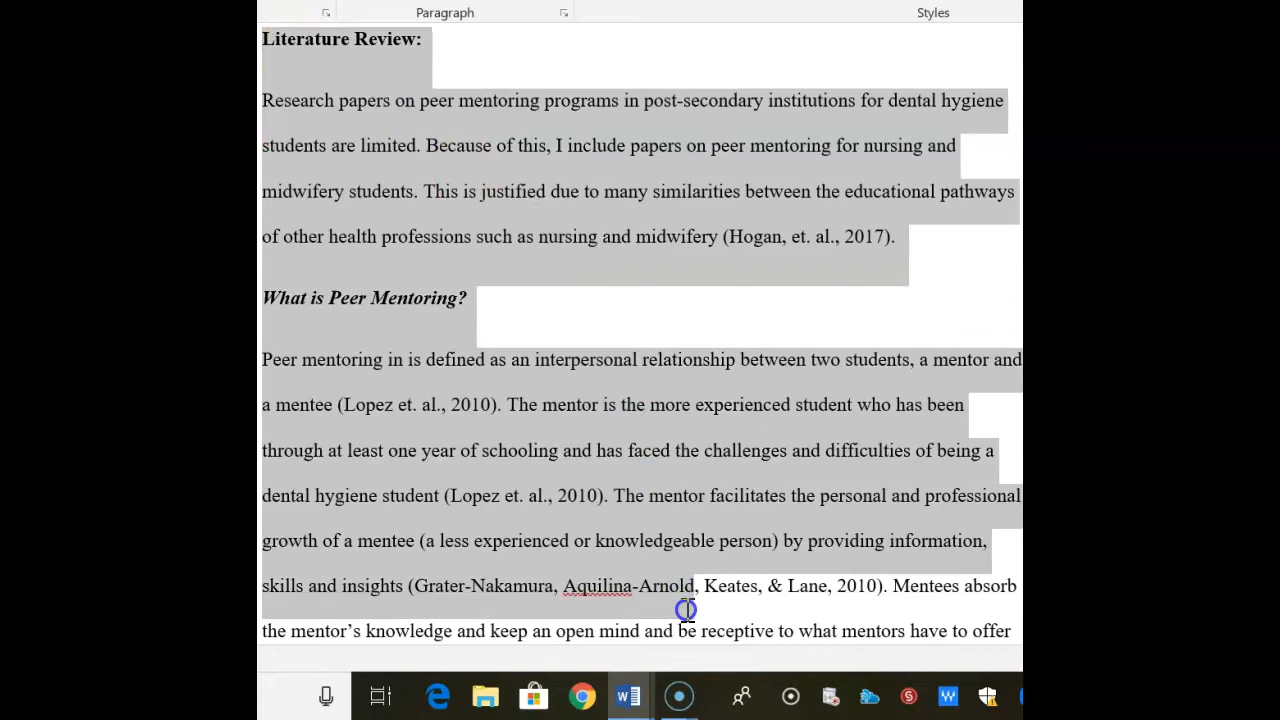 Paragraph Styles
Literature Review:
Research papers on peer mentoring programs in post-secondary institutions for dental hygiene
students are limited. Because of this, I include papers on peer mentoring for nursing and
midwifery students. This is justified due to many similarities between the educational pathways
of other health professions such as nursing and midwifery (Hogan, et. al., 2017).
What is Peer Mentoring?
Peer mentoring in is defined as an interpersonal relationship between two students, a mentor and
a mentee (Lopez et. al., 2010). The mentor is the more experienced student who has been
through at least one year of schooling and has faced the challenges and difficulties of being a
dental hygiene student (Lopez et. al., 2010). The mentor facilitates the personal and professional
growth of a mentee (a less experienced or knowledgeable person) by providing information,
skills and insights (Grater-Nakamura, Aquilina-Arnold, Keates, & Lane, 2010). Mentees absorb
the mentor’s knowledge and keep an open mind and be receptive to what mentors have to offer